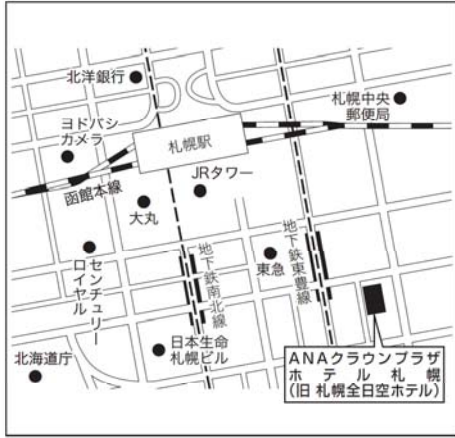 北洋銀行
札幌中央
郵便局
ヨドバシ
カメラ
札幌駅
函館本線
JRタワー
大丸
地下鉄南北線
東急
地下鉄東豊線
センチュリー
ロイヤル
日本生命
札幌ビル
北海道庁
ANAクラウンプラザ
ホテル札幌
(旧 札幌全日空ホテル)